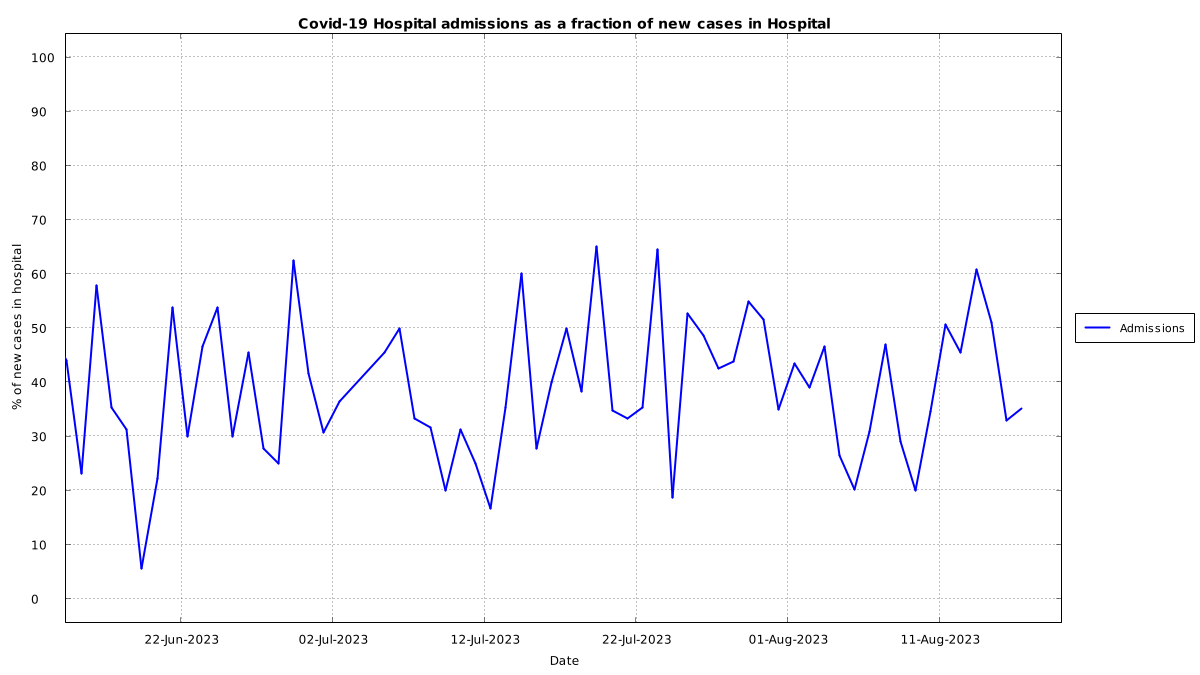 Covid-19 Hospital admissions as a fraction of new cases in Hospital
100
90
80
70
60
50
40
30
20
10
0
% of new cases in hospital
22-Jun-2023
02-Jul-2023
12-Jul-2023
22-Jul-2023
01-Aug-2023
11-Aug-2023
Date
Admissions